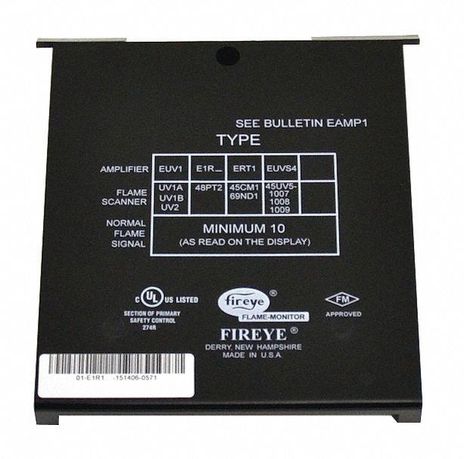 SEE BULLETIN EAMP1
TYPE
AMPLIFIER EUV1 E1R_ ERT1 EUVS4
FLAME SCANNER UV1A UV1B UV2 48PT2 45CM1 69ND1 45UV5-1007 1008 1009
NORMAL FLAME SIGNAL MINIMUM 10 (AS READ ON THE DISPLAY)
C UL US LISTED
SECTION OF PRIMARY
SAFETY CONTROL
274R
fireye ®
FLAME-MONITOR
FIREYE ®
DERRY, NEW HAMPSHIRE
MADE IN U.S.A.
FM
APPROVED
01-E1R1 -151406-0571